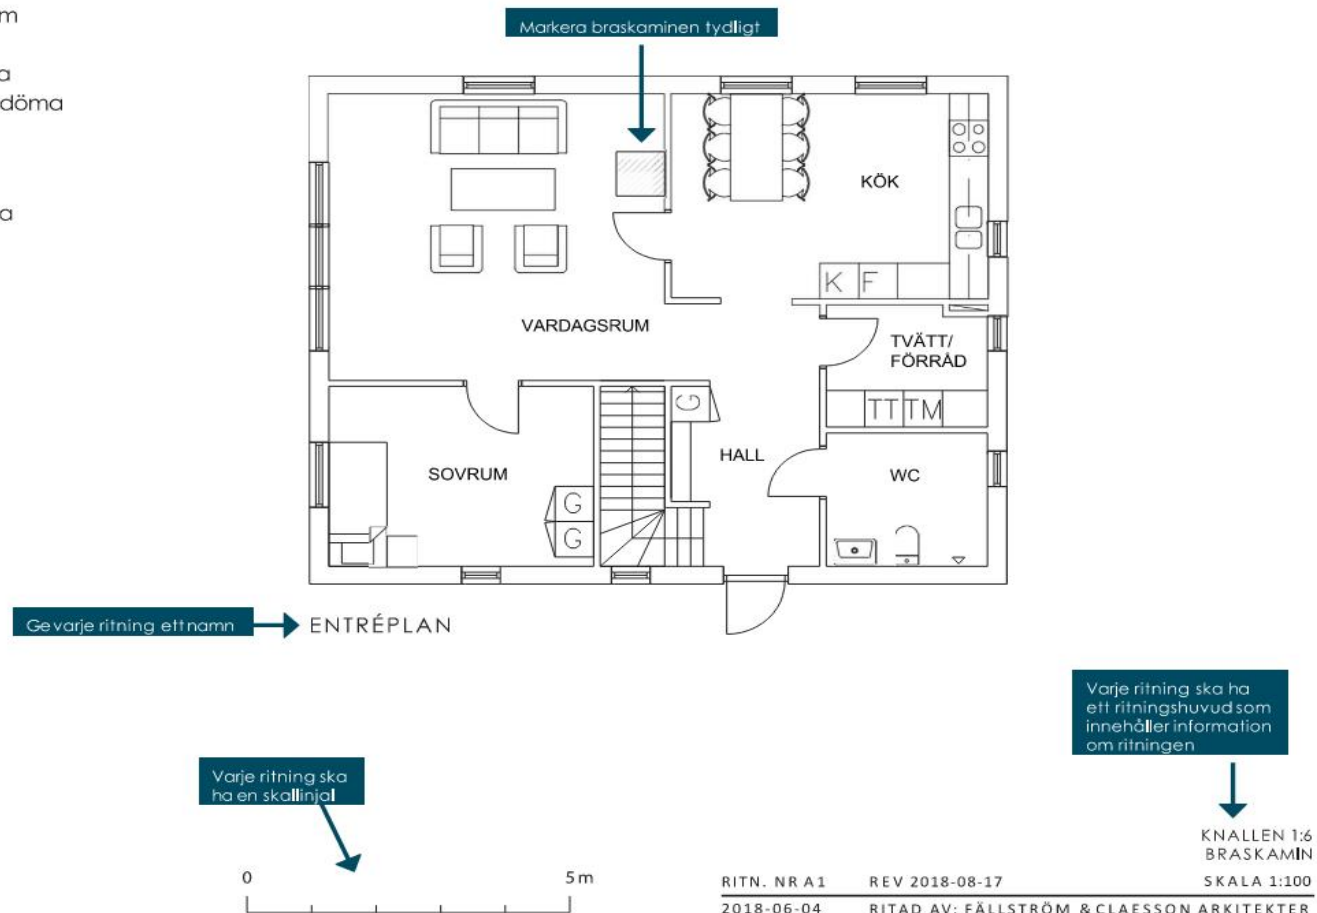 m
Markera braskaminen tydligt
a
döma
a
KÖK
K F
VARDAGSRUM
TVÄTT/
FÖRRÅD
TT TM
G
HALL
SOVRUM
WC
G
G
Ge varje ritning ett namn
ENTRÉPLAN
Varje ritning ska ha
ett ritningshuvud som
innehåller information
om ritningen
Varje ritning ska
ha en skallinjal
KNALLEN 1:6
BRASKAMIN
0 5 m
RITN. NR A1 REV 2018-08-17 SKALA 1:100
2018-06-04 RITAD AV: FÄLLSTRÖM & CLAESSON ARKITEKTER